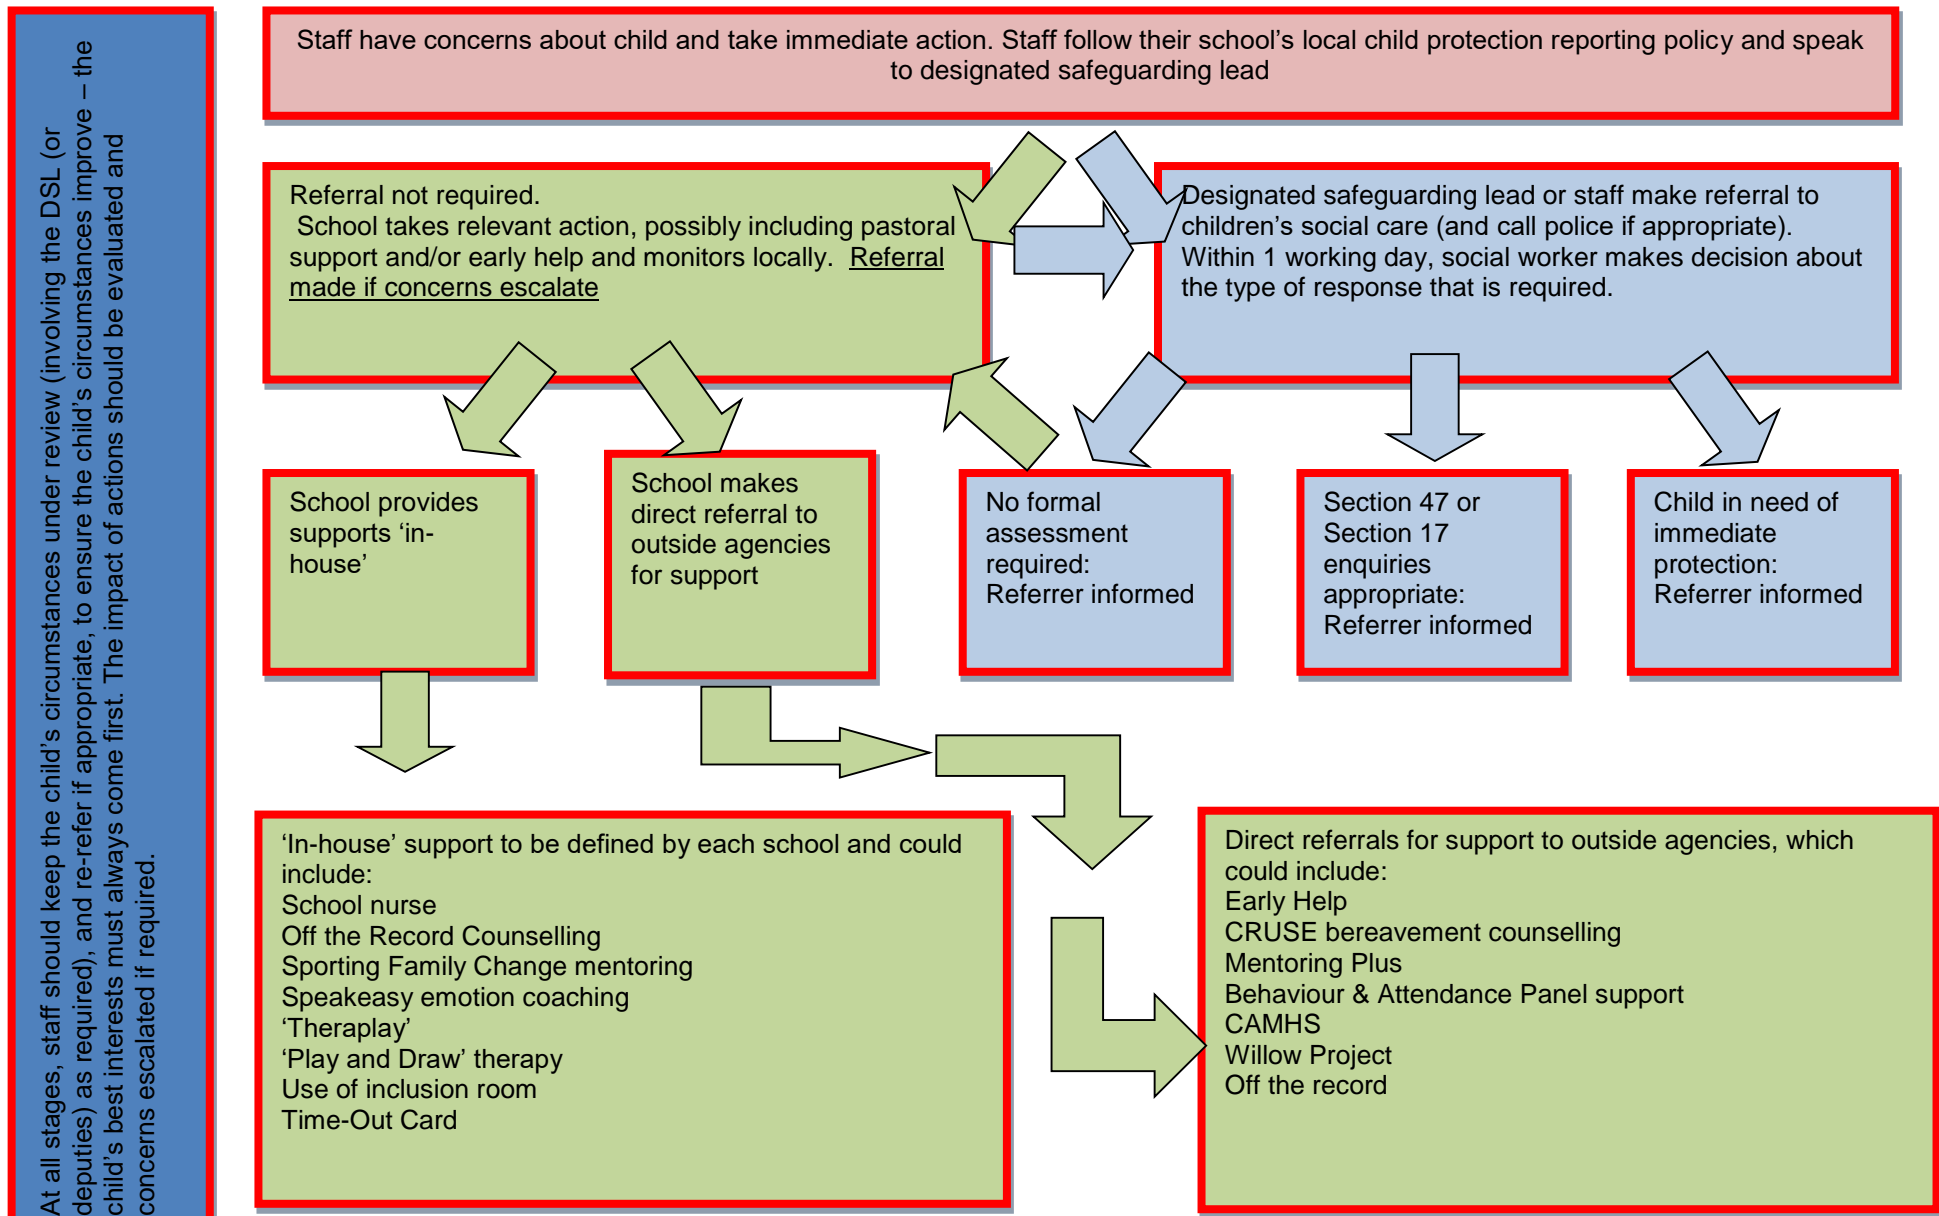 At all stages, staff should keep the child’s circumstances under review (involving the DSL (or
deputies) as required), and re-refer if appropriate, to ensure the child’s circumstances improve – the
child’s best interests must always come first. The impact of actions should be evaluated and
concerns escalated if required.
Staff have concerns about child and take immediate action. Staff follow their school’s local child protection reporting policy and speak
to designated safeguarding lead
Referral not required.
School takes relevant action, possibly including pastoral
support and/or early help and monitors locally. Referral
made if concerns escalate
Designated safeguarding lead or staff make referral to
children’s social care (and call police if appropriate).
Within 1 working day, social worker makes decision about
the type of response that is required.
School provides
supports ‘in-
house’
School makes
direct referral to
outside agencies
for support
No formal
assessment
required:
Referrer informed
Section 47 or
Section 17
enquiries
appropriate:
Referrer informed
Child in need of
immediate
protection:
Referrer informed
‘In-house’ support to be defined by each school and could
include:
School nurse
Off the Record Counselling
Sporting Family Change mentoring
Speakeasy emotion coaching
‘Theraplay’
‘Play and Draw’ therapy
Use of inclusion room
Time-Out Card
Direct referrals for support to outside agencies, which
could include:
Early Help
CRUSE bereavement counselling
Mentoring Plus
Behaviour & Attendance Panel support
CAMHS
Willow Project
Off the record